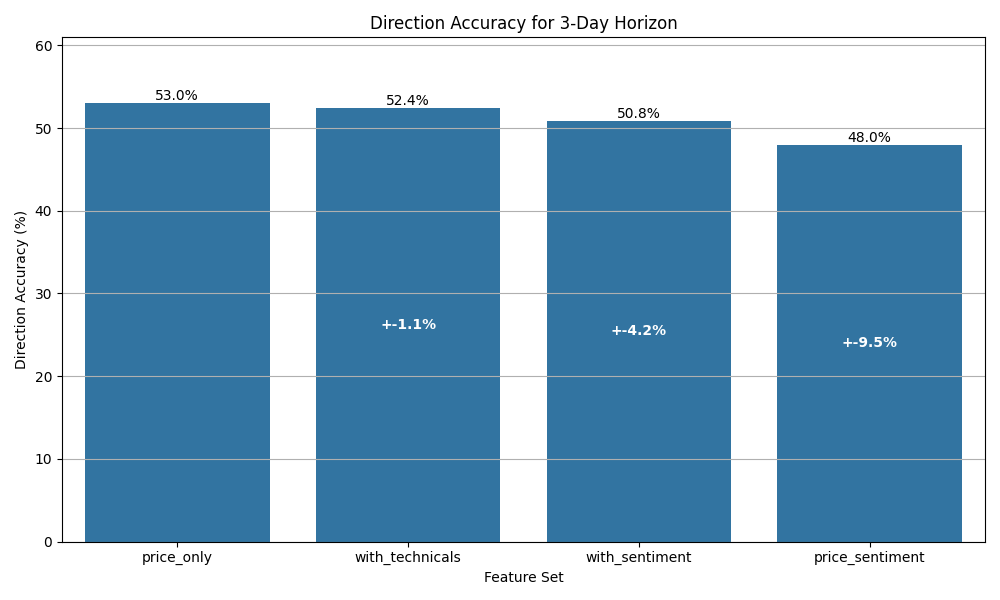 Direction Accuracy for 3-Day Horizon
Direction Accuracy (%)
60
50
40
30
20
10
0
53.0%
52.4%
50.8%
48.0%
+-1.1%
+-4.2%
+-9.5%
price_only
with_technicals
with_sentiment
price_sentiment
Feature Set